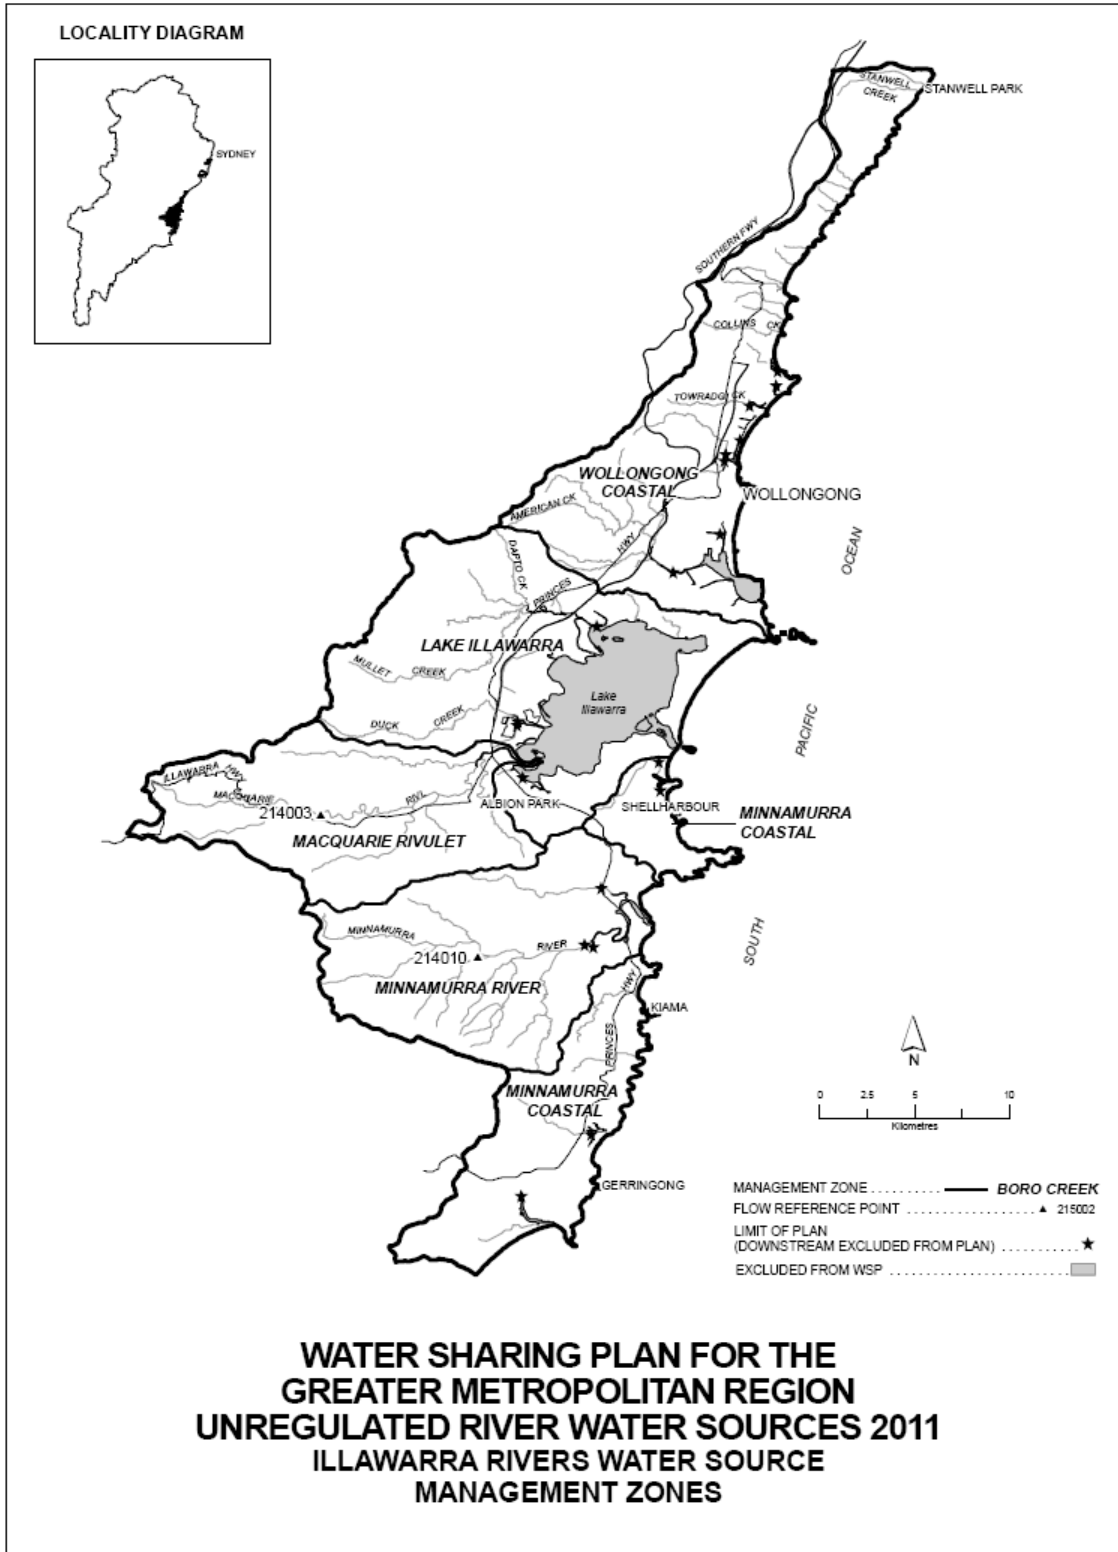 LOCALITY DIAGRAM
SYDNEY
STANWELL
CREEK
STANWELL PARK
SOUTHERN FWY
COLLINS CK
TOWRADGI CK
WOLLONGONG
COASTAL
WOLLONGONG
AMERICAN CK
HWY
OCEAN
DAPTO CK
PRINCES
LAKE ILLAWARRA
MULLET CREEK
Lake
Illawarra
DUCK CREEK
PACIFIC
ILLAWARRA HWY
MACQUARIE RIVL
214003
ALBION PARK
SHELLHARBOUR
MINNAMURRA
COASTAL
MACQUARIE RIVULET
MINNAMURRA RIVER
214010
SOUTH
MINNAMURRA RIVER
HWY
KIAMA
PRINCES
N
MINNAMURRA
COASTAL
0 2.5 5 10
Kilometres
GERRINGONG
MANAGEMENT ZONE .......... BORO CREEK
FLOW REFERENCE POINT .................. 215002
LIMIT OF PLAN
(DOWNSTREAM EXCLUDED FROM PLAN) ...........
EXCLUDED FROM WSP .........................
WATER SHARING PLAN FOR THE
GREATER METROPOLITAN REGION
UNREGULATED RIVER WATER SOURCES 2011
ILLAWARRA RIVERS WATER SOURCE
MANAGEMENT ZONES